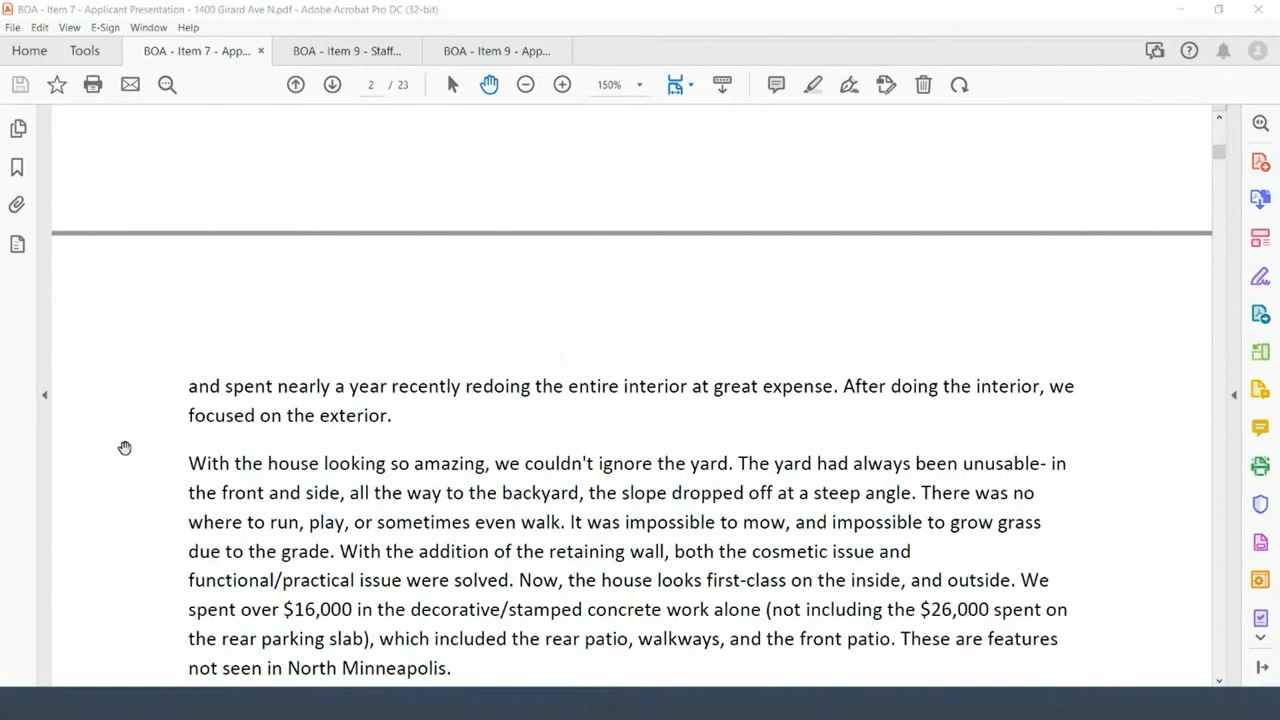 BOA - Item 7 - Applicant Presentation - 1400 Girard Ave N.pdf - Adobe Acrobat Pro DC (32-bit)
File Edit View E-Sign Window Help
Home Tools BOA - Item 7 - App... × BOA - Item 9 - Staff... BOA - Item 9 - App...
2 / 23 150%
and spent nearly a year recently redoing the entire interior at great expense. After doing the interior, we
focused on the exterior.
With the house looking so amazing, we couldn't ignore the yard. The yard had always been unusable- in
the front and side, all the way to the backyard, the slope dropped off at a steep angle. There was no
where to run, play, or sometimes even walk. It was impossible to mow, and impossible to grow grass
due to the grade. With the addition of the retaining wall, both the cosmetic issue and
functional/practical issue were solved. Now, the house looks first-class on the inside, and outside. We
spent over $16,000 in the decorative/stamped concrete work alone (not including the $26,000 spent on
the rear parking slab), which included the rear patio, walkways, and the front patio. These are features
not seen in North Minneapolis.